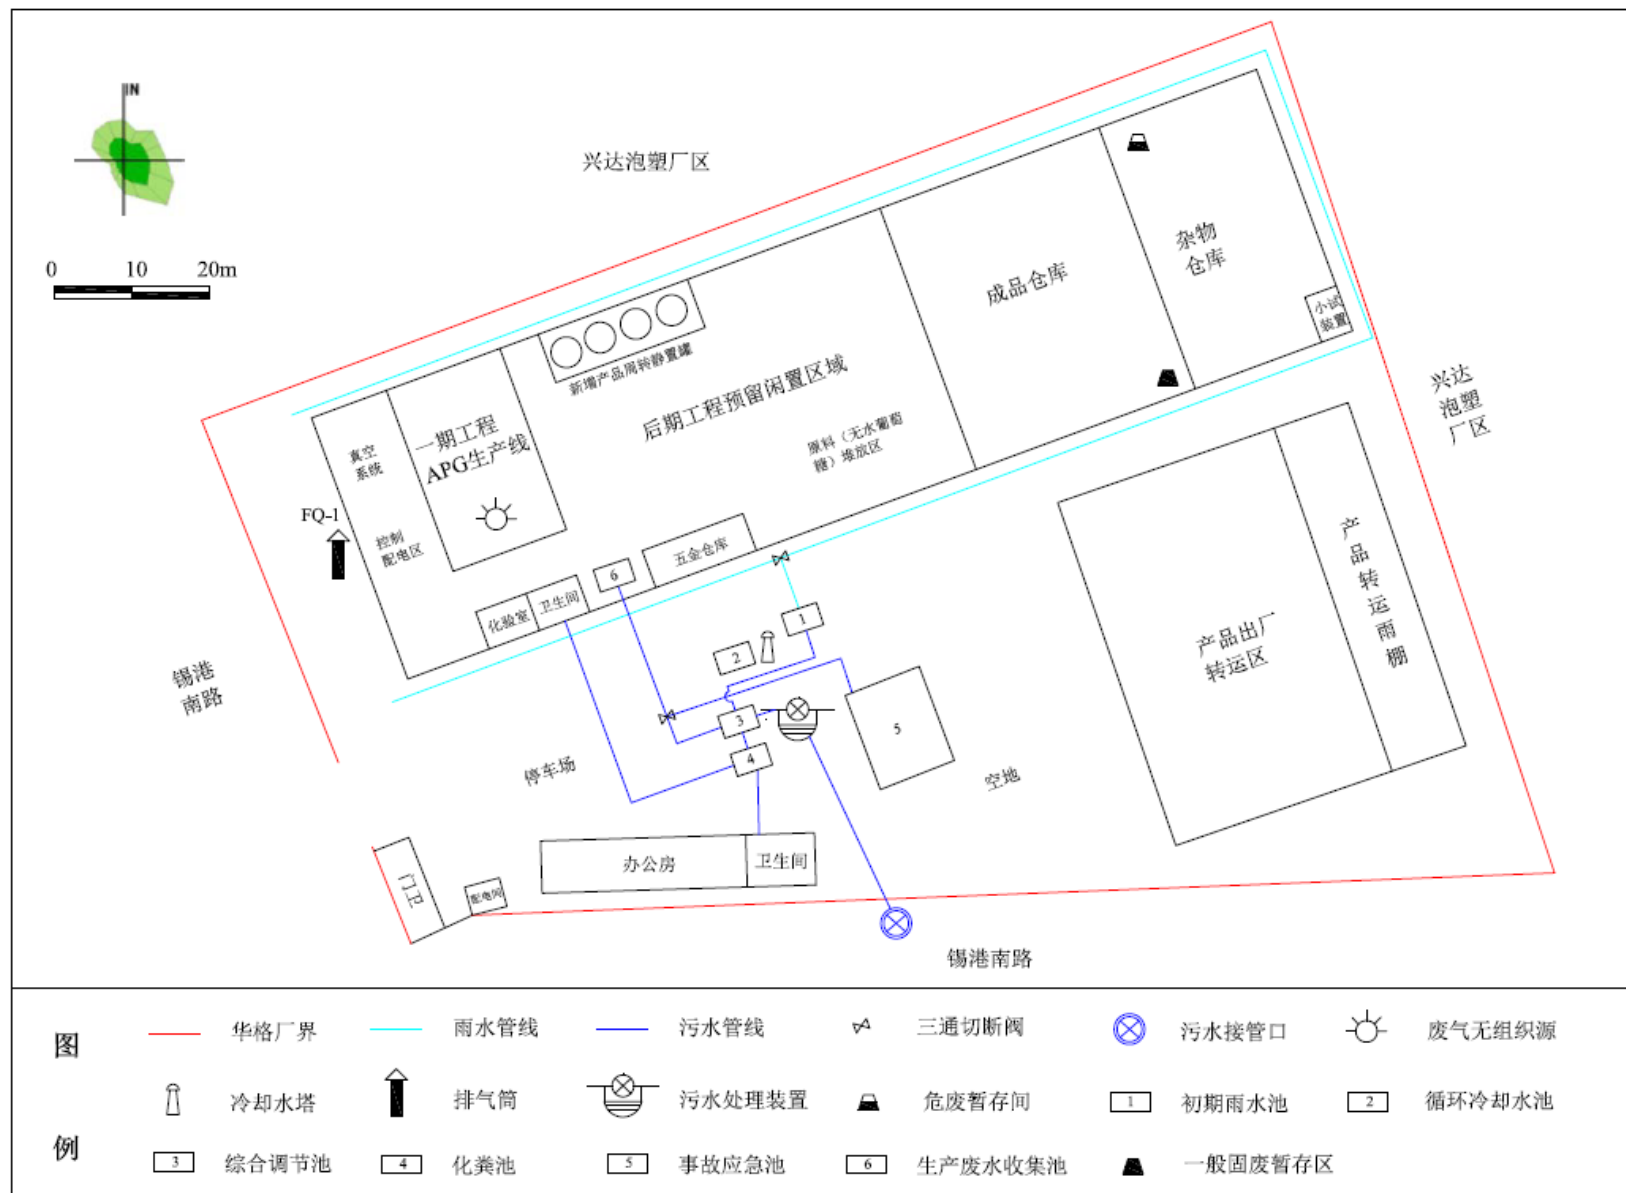 N
0 10 20m
兴达泡塑厂区
杂物
仓库
成品仓库
小试
装置
新增产品周转静置罐
后期工程预留闲置区域
原料（无水葡萄
糖）堆放区
一期工程
APG生产线
真空
系统
FQ-1
控制
配电区
兴达
泡塑
厂区
五金仓库
6
卫生间
化验室
1
2
3
4
5
产品出厂
转运区
产品转运雨棚
锡港
南路
停车场
空地
办公房
卫生间
门卫
配电间
锡港南路
图例
华格厂界
雨水管线
污水管线
三通切断阀
污水接管口
废气无组织源
冷却水塔
排气筒
污水处理装置
危废暂存间
1 初期雨水池
2 循环冷却水池
3 综合调节池
4 化粪池
5 事故应急池
6 生产废水收集池
一般固废暂存区